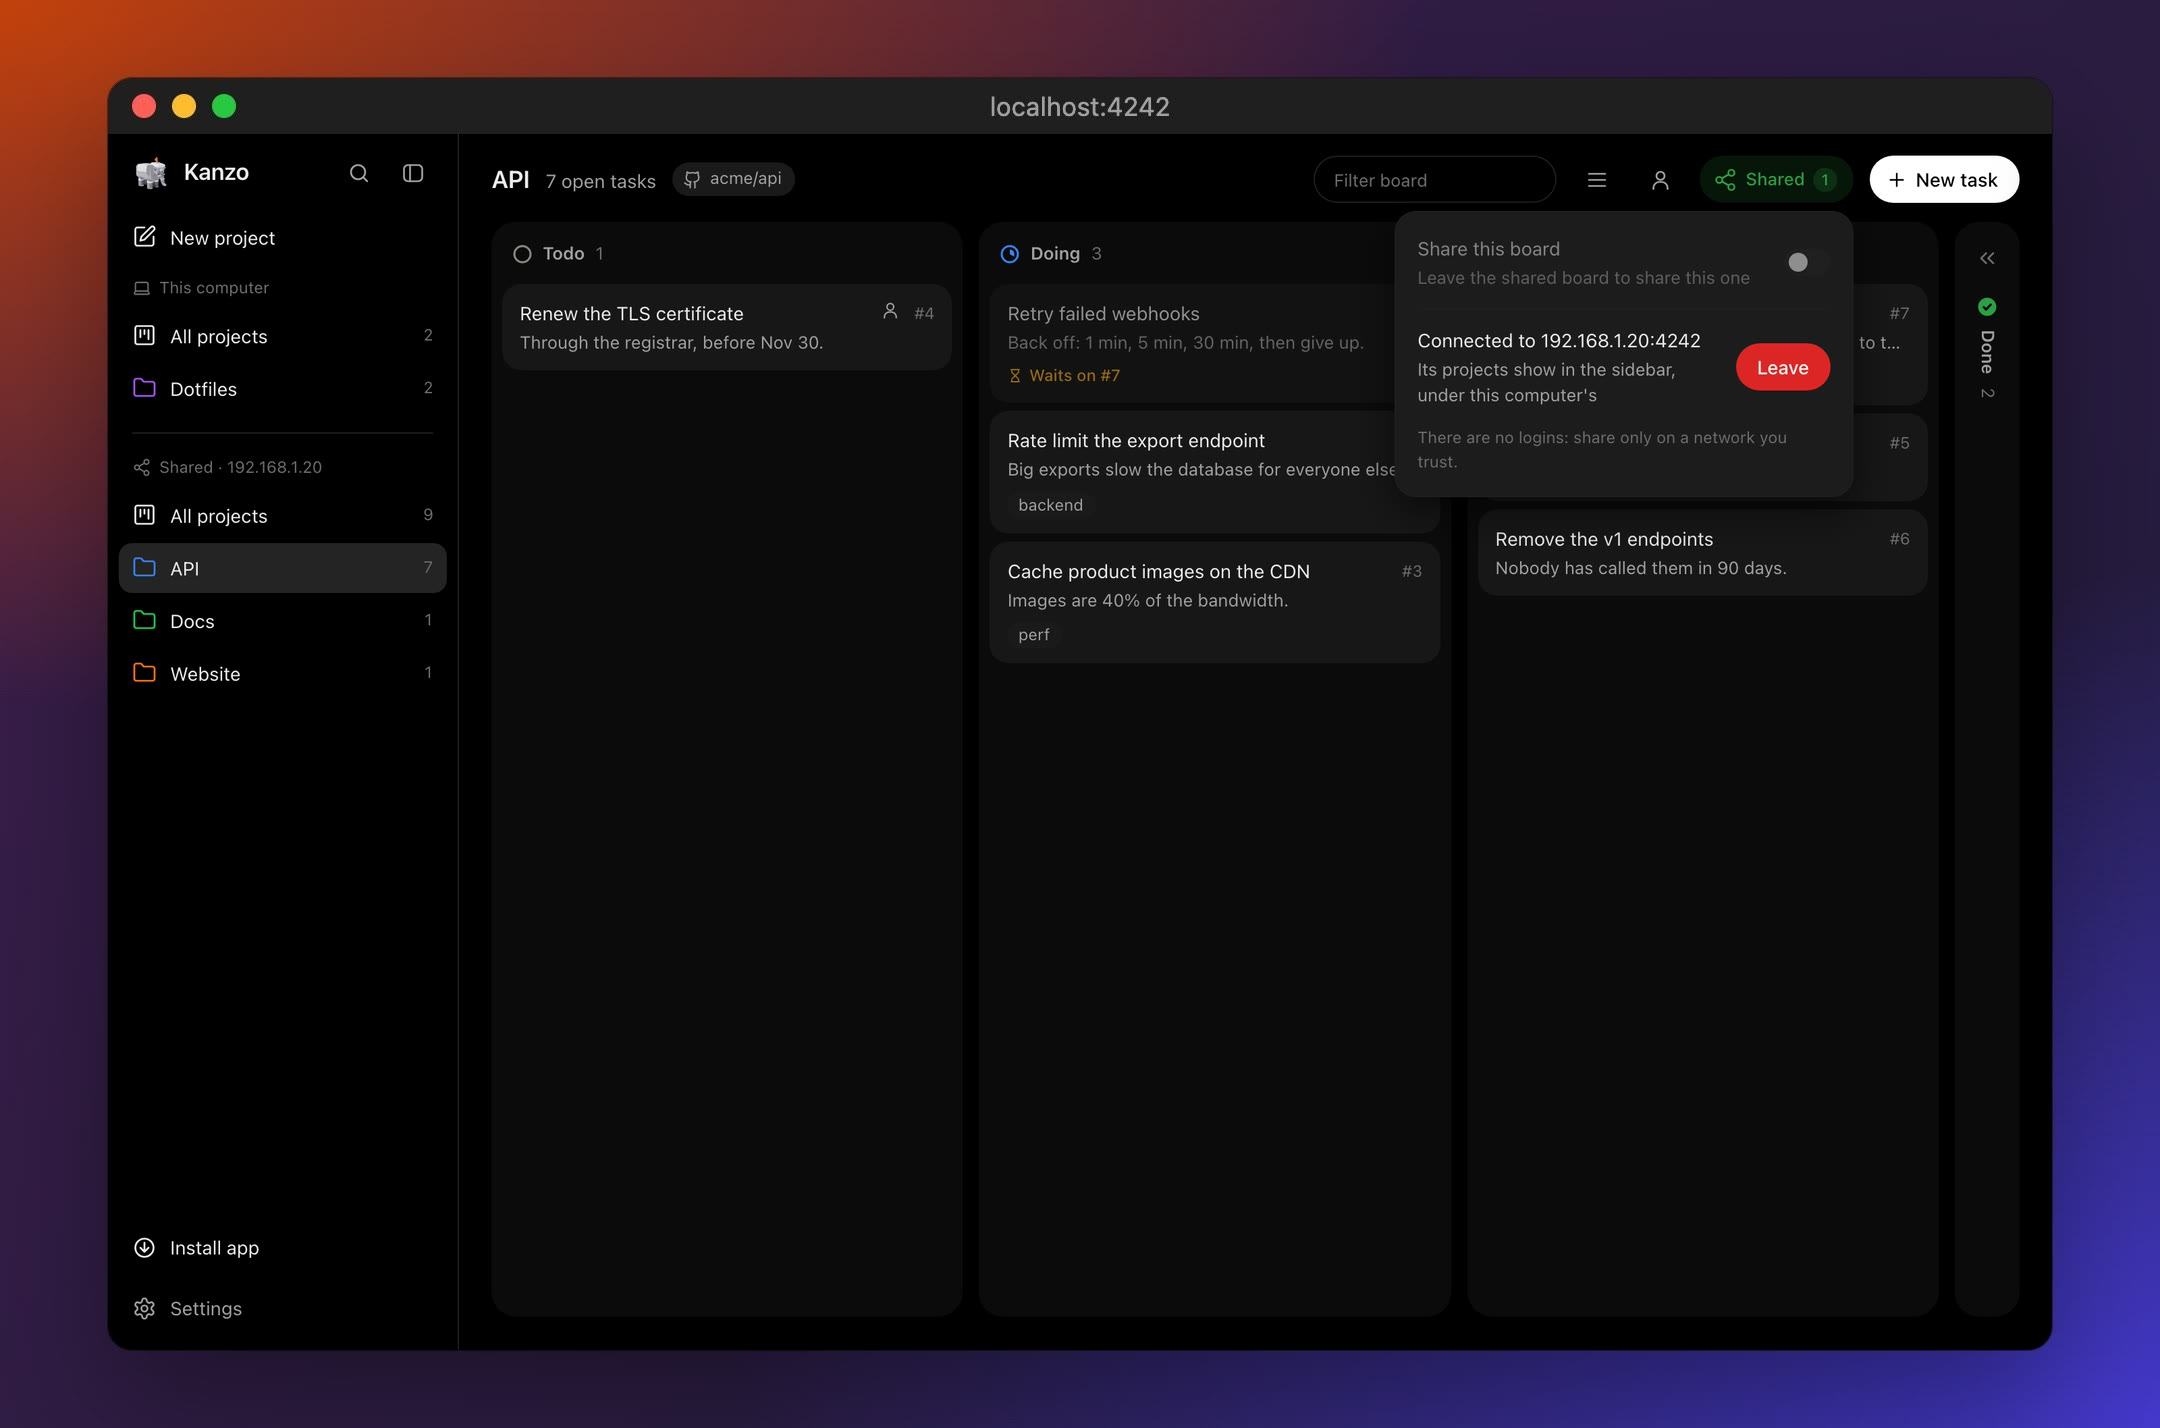 localhost:4242
Kanzo
New project
This computer
All projects 2
Dotfiles 2
Shared · 192.168.1.20
All projects 9
API 7
Docs 1
Website 1
Install app
Settings
API 7 open tasks acme/api
Filter board
Shared 1
+ New task
Todo 1
Renew the TLS certificate #4
Through the registrar, before Nov 30.
Doing 3
Retry failed webhooks
Back off: 1 min, 5 min, 30 min, then give up.
Waits on #7
Rate limit the export endpoint
Big exports slow the database for everyone else
backend
Cache product images on the CDN #3
Images are 40% of the bandwidth.
perf
Share this board
Leave the shared board to share this one
Connected to 192.168.1.20:4242
Its projects show in the sidebar,
under this computer's
Leave
There are no logins: share only on a network you
trust.
#7
to t...
#5
Remove the v1 endpoints #6
Nobody has called them in 90 days.
Done 2